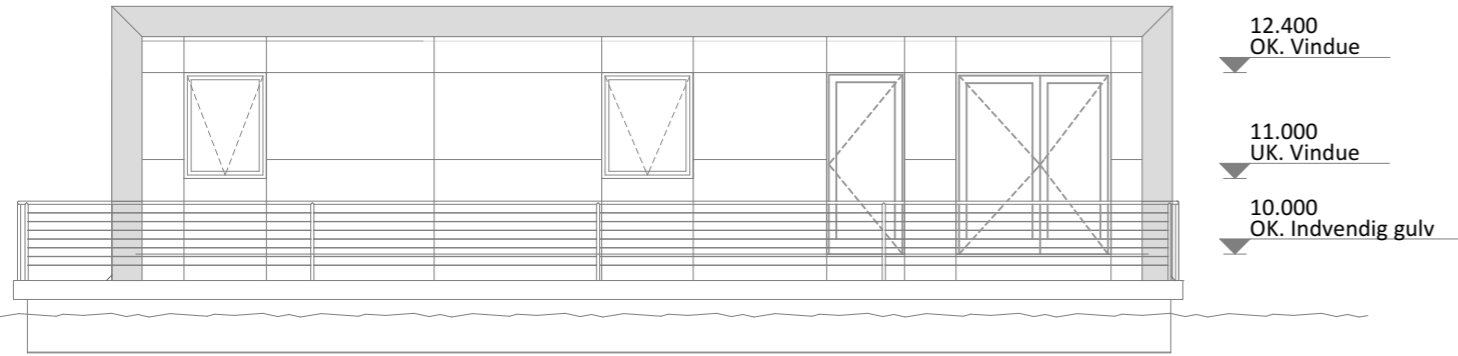 12.400
OK. Vindue
11.000
UK. Vindue
10.000
OK. Indvendig gulv